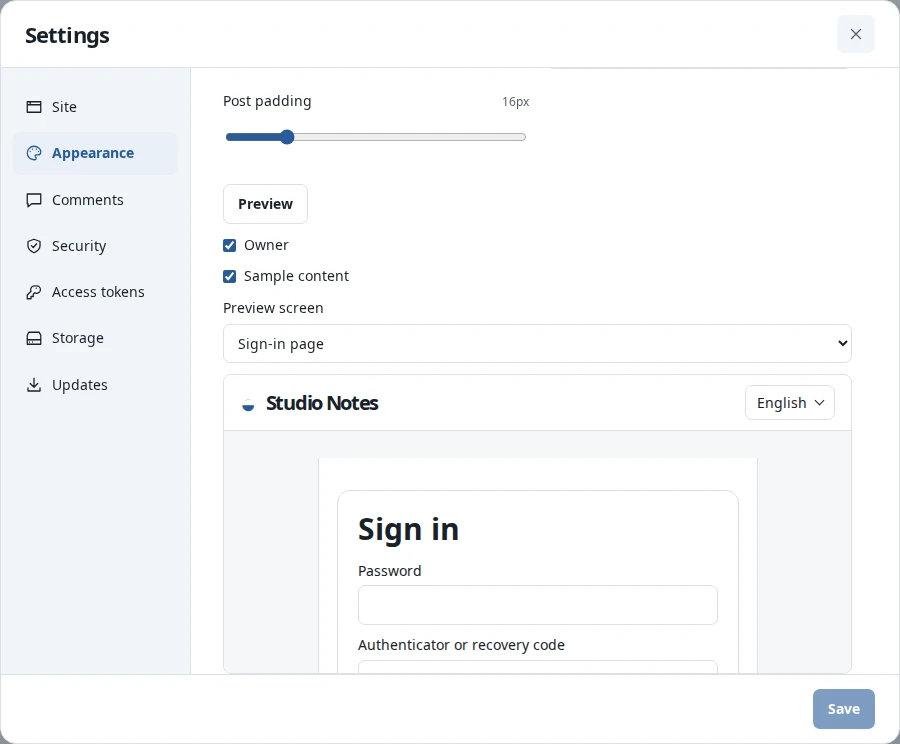 Settings
Site
Appearance
Comments
Security
Access tokens
Storage
Updates
Post padding 16px
Preview
Owner
Sample content
Preview screen
Sign-in page
Studio Notes English
Sign in
Password
Authenticator or recovery code
Save